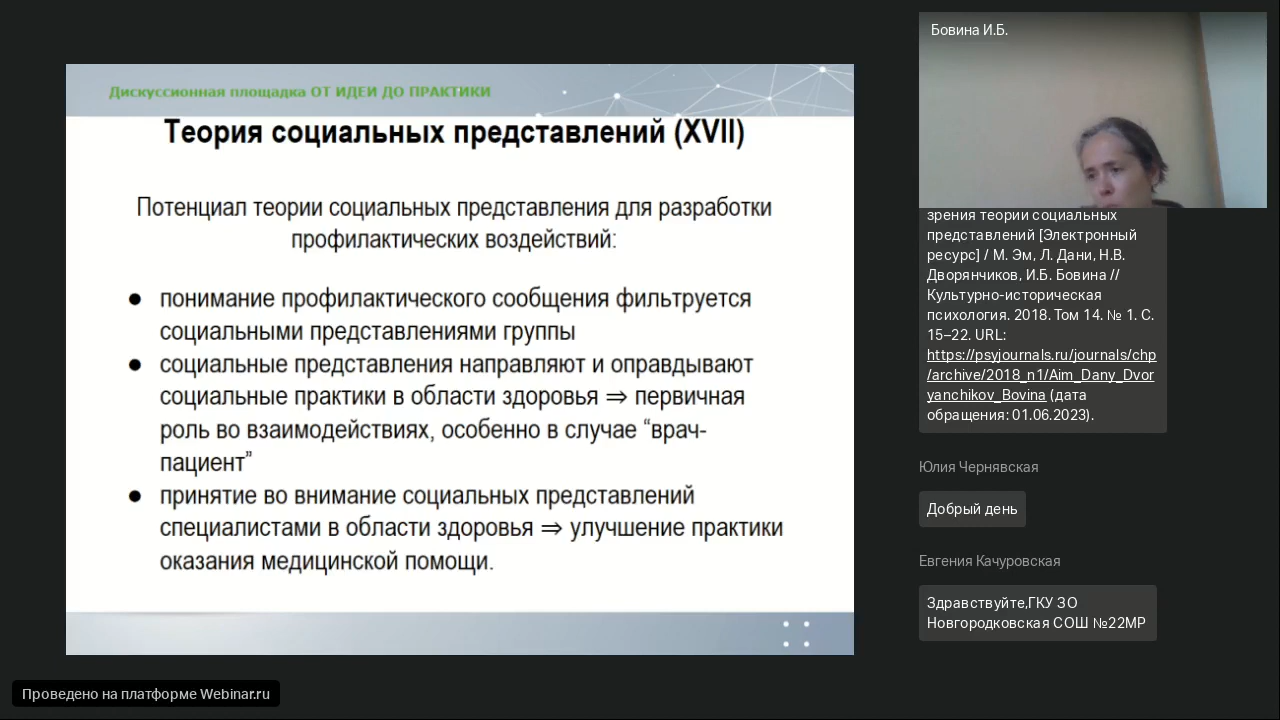 Дискуссионная площадка ОТ ИДЕИ ДО ПРАКТИКИ
Теория социальных представлений (XVII)
Потенциал теории социальных представления для разработки
профилактических воздействий:
● понимание профилактического сообщения фильтруется
социальными представлениями группы
● социальные представления направляют и оправдывают
социальные практики в области здоровья ⇒ первичная
роль во взаимодействиях, особенно в случае “врач-
пациент”
● принятие во внимание социальных представлений
специалистами в области здоровья ⇒ улучшение практики
оказания медицинской помощи.
Бовина И.Б.
зрения теории социальных
представлений [Электронный
ресурс] / М. Эм, Л. Дани, Н.В.
Дворянчиков, И.Б. Бовина //
Культурно-историческая
психология. 2018. Том 14. № 1. С.
15–22. URL:
https://psyjournals.ru/journals/chp
/archive/2018_n1/Aim_Dany_Dvor
yanchikov_Bovina (дата
обращения: 01.06.2023).
Юлия Чернявская
Добрый день
Евгения Качуровская
Здравствуйте,ГКУ ЗО
Новгородковская СОШ №22МР
Проведено на платформе Webinar.ru